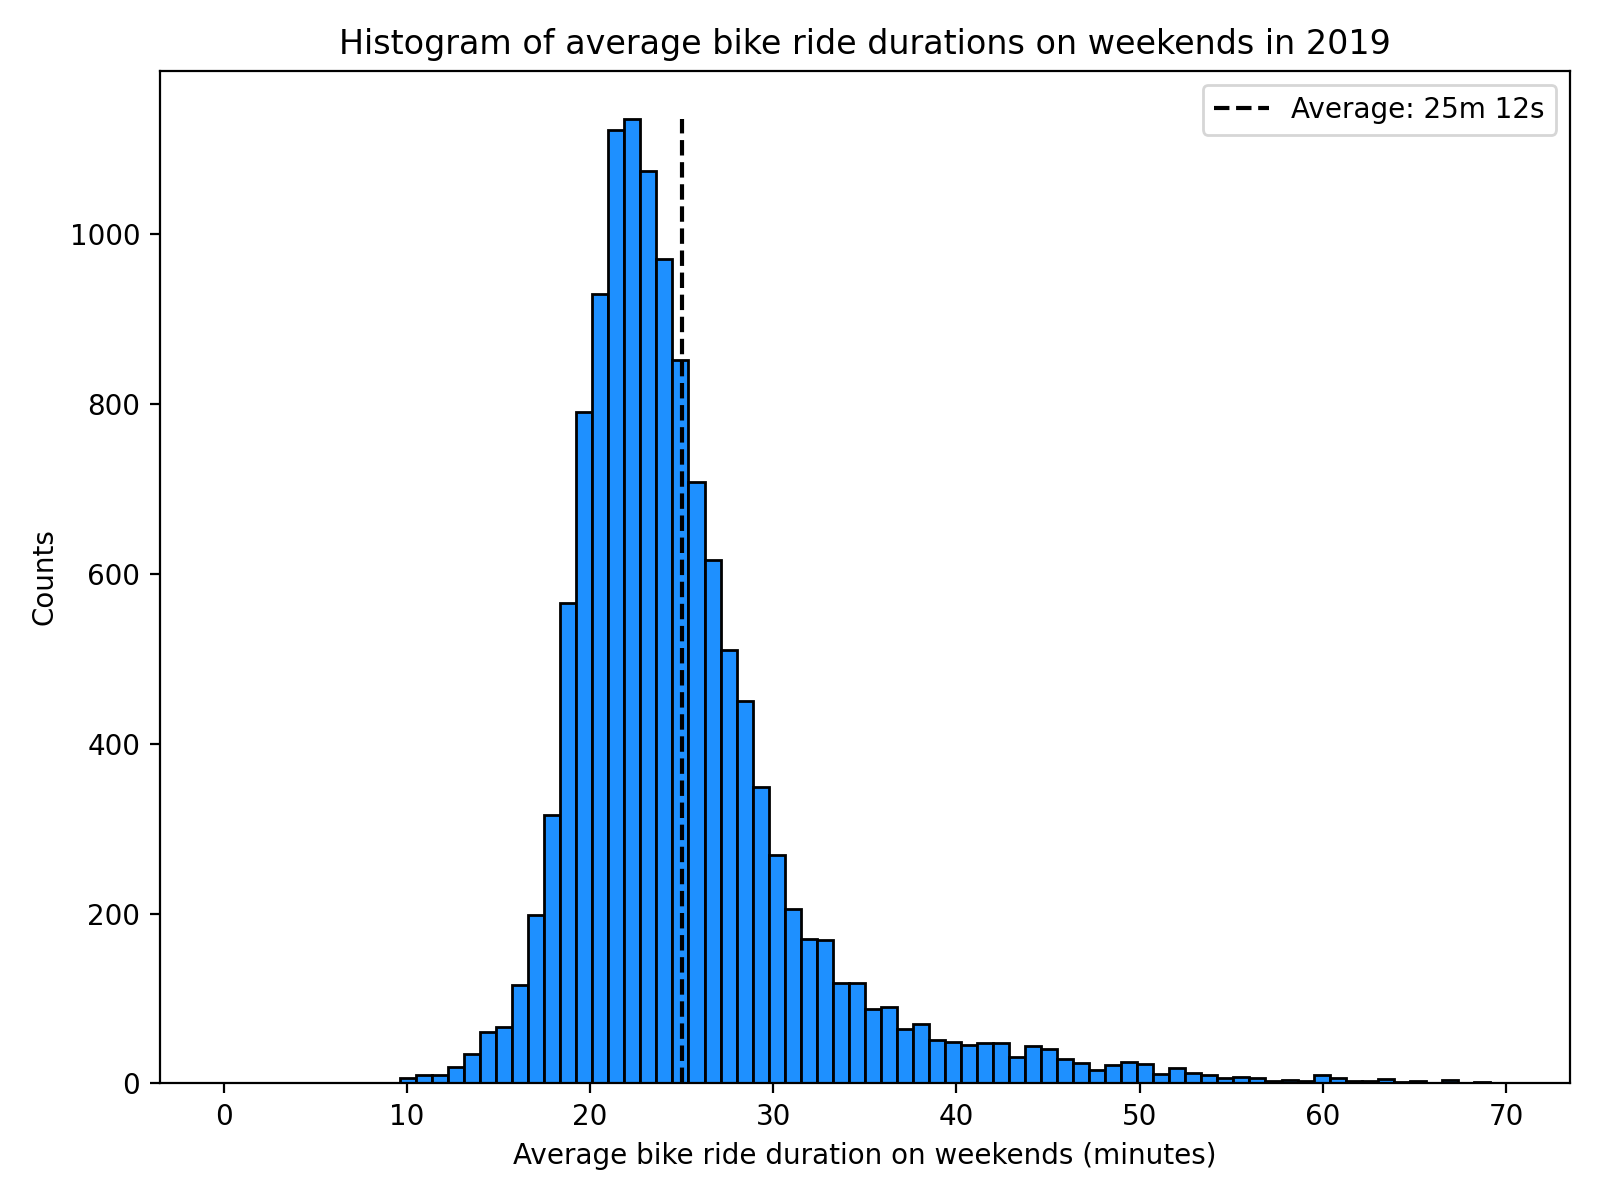 Histogram of average bike ride durations on weekends in 2019
Average: 25m 12s
1000
800
600
400
200
0
Counts
0 10 20 30 40 50 60 70
Average bike ride duration on weekends (minutes)